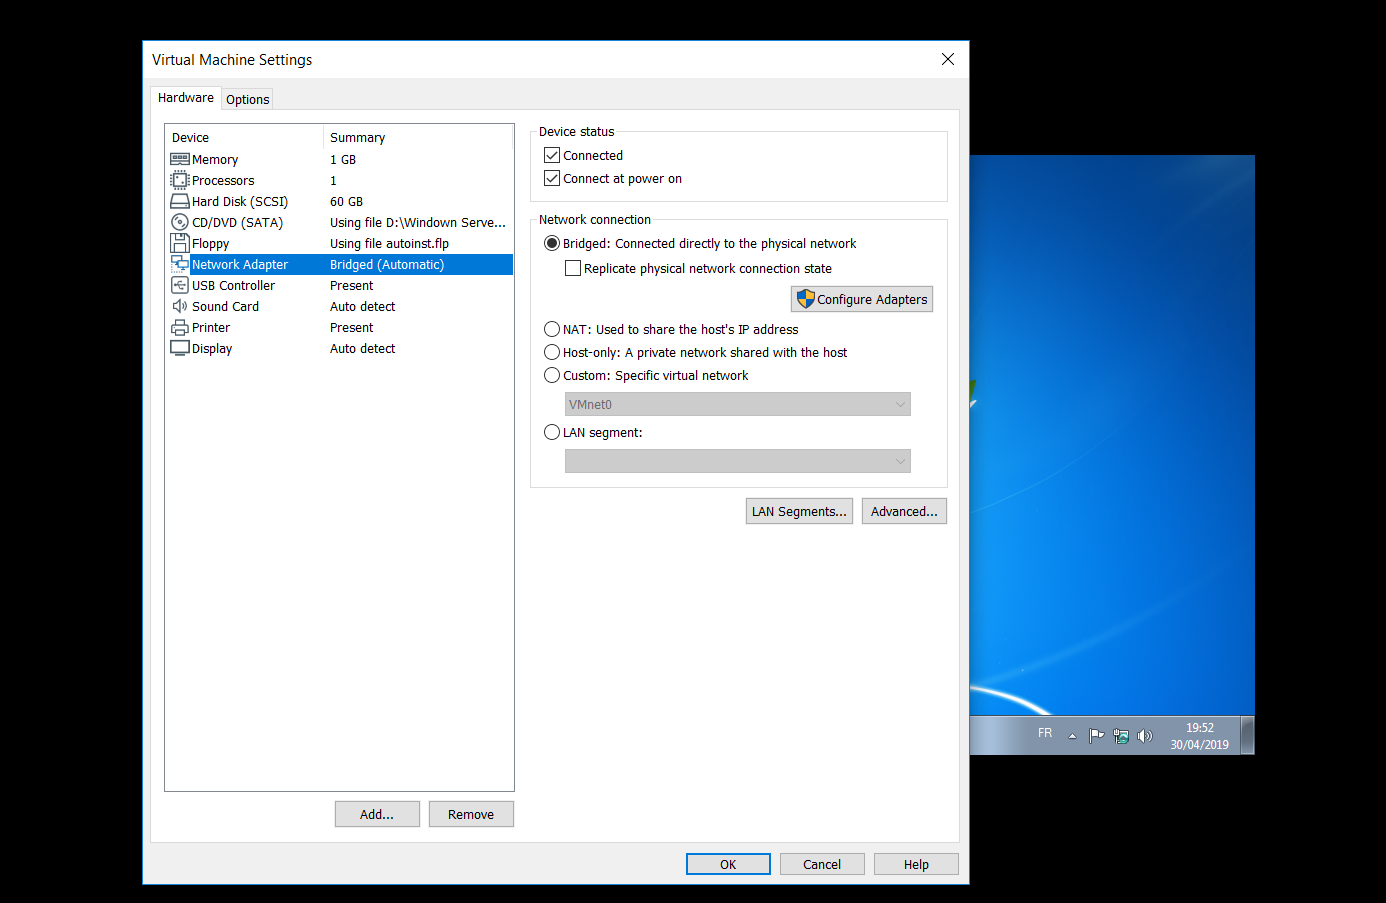 Virtual Machine Settings
Hardware
Options
Device Summary
Memory 1 GB
Processors 1
Hard Disk (SCSI) 60 GB
CD/DVD (SATA) Using file D:\Window Serve...
Floppy Using file autoinst.flp
Network Adapter Bridged (Automatic)
USB Controller Present
Sound Card Auto detect
Printer Present
Display Auto detect
Add...
Remove
Device status
Connected
Connect at power on
Network connection
Bridged: Connected directly to the physical network
Replicate physical network connection state
Configure Adapters
NAT: Used to share the host's IP address
Host-only: A private network shared with the host
Custom: Specific virtual network
VMnet0
LAN segment:
LAN Segments...
Advanced...
OK
Cancel
Help
FR
19:52
30/04/2019